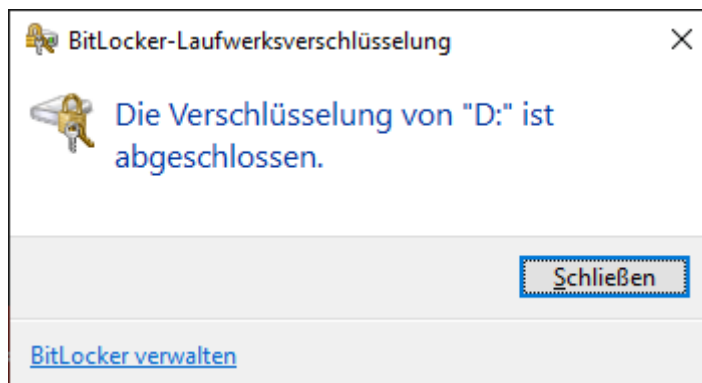 BitLocker-Laufwerksverschlüsselung
Die Verschlüsselung von "D:" ist
abgeschlossen.
Schließen
BitLocker verwalten